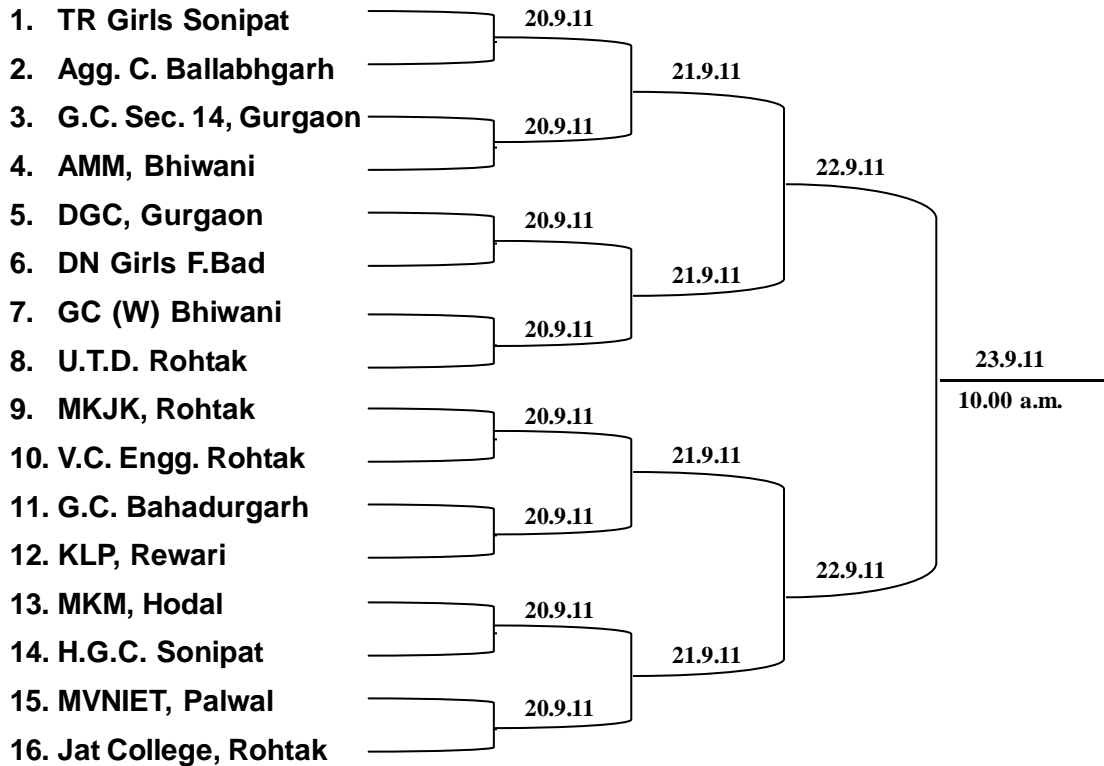 1. TR Girls Sonipat
20.9.11
2. Agg. C. Ballabhgarh
21.9.11
3. G.C. Sec. 14, Gurgaon
20.9.11
4. AMM, Bhiwani
22.9.11
5. DGC, Gurgaon
20.9.11
6. DN Girls F.Bad
21.9.11
7. GC (W) Bhiwani
20.9.11
8. U.T.D. Rohtak
23.9.11
10.00 a.m.
9. MKJK, Rohtak
20.9.11
10. V.C. Engg. Rohtak
21.9.11
11. G.C. Bahadurgarh
20.9.11
12. KLP, Rewari
22.9.11
13. MKM, Hodal
20.9.11
14. H.G.C. Sonipat
21.9.11
15. MVNIET, Palwal
20.9.11
16. Jat College, Rohtak